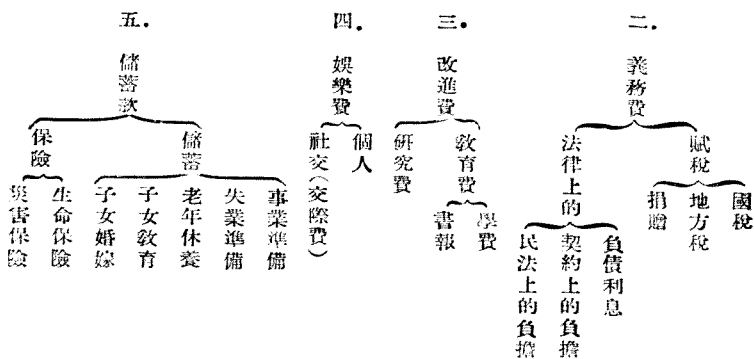 二．義務費
賦稅
國稅
地方稅
捐贈
法律上的
負債利息
契約上的負擔
民法上的負擔
三．改進費
教育費
學費
書報
研究費
四．娛樂費
個人
社交(交際費)
五．儲蓄款
儲蓄
事業準備
失業準備
老年休養
子女教育
子女婚嫁
保險
生命保險
災害保險